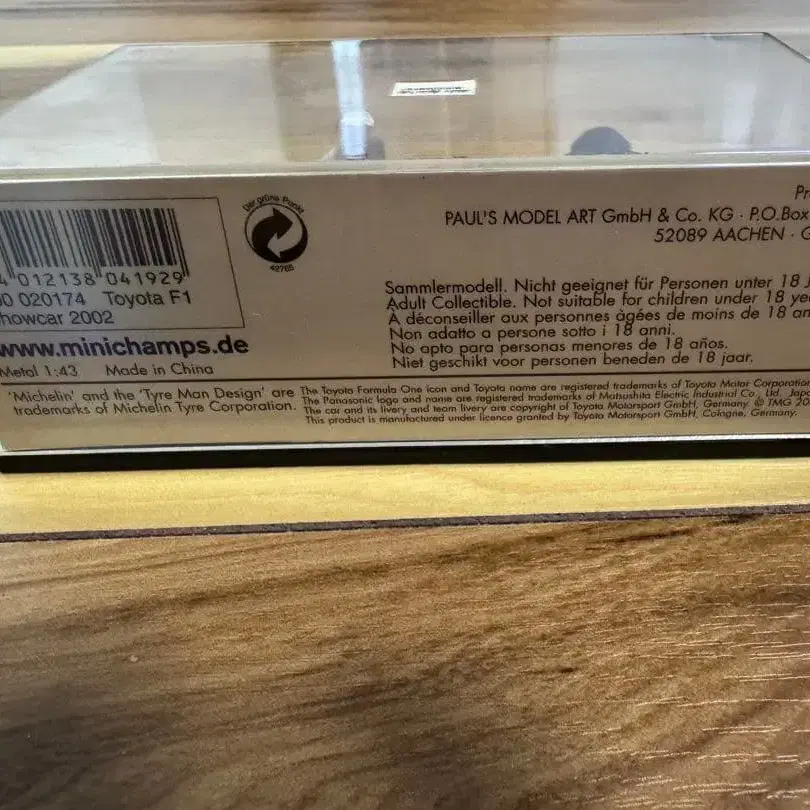 Der grüne Punkt
42765
4 012138 041929
00 020174 Toyota F1
howcar 2002
www.minichamps.de
Metal 1:43 Made in China
Pr
PAUL'S MODEL ART GmbH & Co. KG · P.O.Box
52089 AACHEN · G
Sammlermodell. Nicht geeignet für Personen unter 18 J
Adult Collectible. Not suitable for children under 18 ye
À déconseiller aux personnes âgées de moins de 18 an
Non adatto a persone sotto i 18 anni.
No apto para personas menores de 18 años.
Niet geschikt voor personen beneden de 18 jaar.
'Michelin' and the 'Tyre Man Design' are
trademarks of Michelin Tyre Corporation.
The Toyota Formula One icon and Toyota name are registered trademarks of Toyota Motor Corporation
The Panasonic logo and name are registered trademarks of Matsushita Electric Industrial Co., Ltd. Japa
The car and its livery and team livery are copyright of Toyota Motorsport GmbH, Germany. © TMG 20
This product is manufactured under licence granted by Toyota Motorsport GmbH, Cologne, Germany.